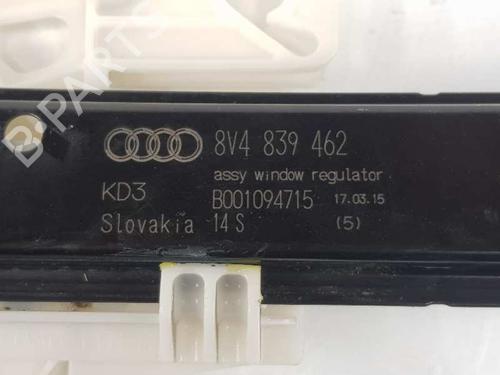 8V4 839 462
assy window regulator
KD3 B001094715 17.03.15
Slovakia 14 S (5)
B-PARTS